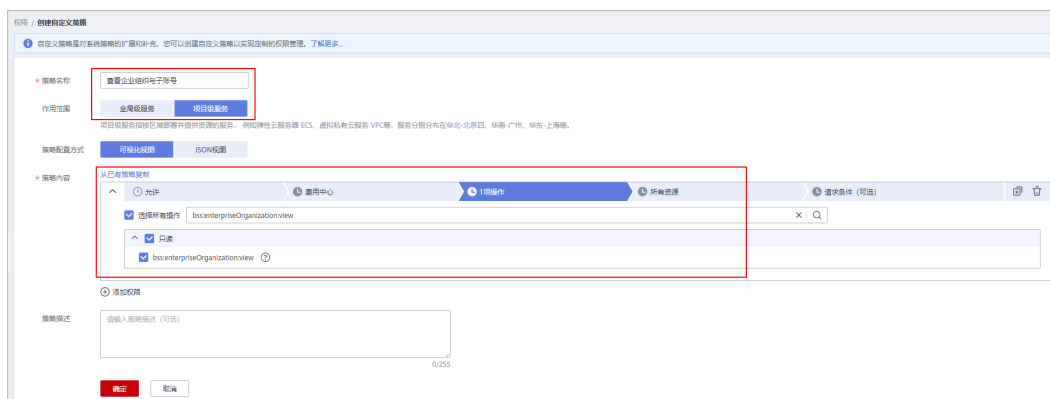 权限 / 创建自定义策略
自定义策略是对系统策略的扩展和补充，您可以创建自定义策略以实现定制的权限管理。了解更多...
* 策略名称 查看企业组织与子账号
作用范围 全局级服务 项目级服务
项目级服务指按区域部署并提供资源的服务， 例如弹性云服务器 ECS、虚拟私有云服务 VPC等，服务分别分布在华北-北京四、华南-广州、华东-上海等。
策略配置方式 可视化视图 JSON视图
* 策略内容 从已有策略复制
允许 费用中心 1项操作 所有资源 请求条件（可选）
选择所有操作 bss:enterpriseOrganization:view
只读
bss:enterpriseOrganization:view
添加权限
策略描述 请输入策略描述（可选）
0/255
确定 取消